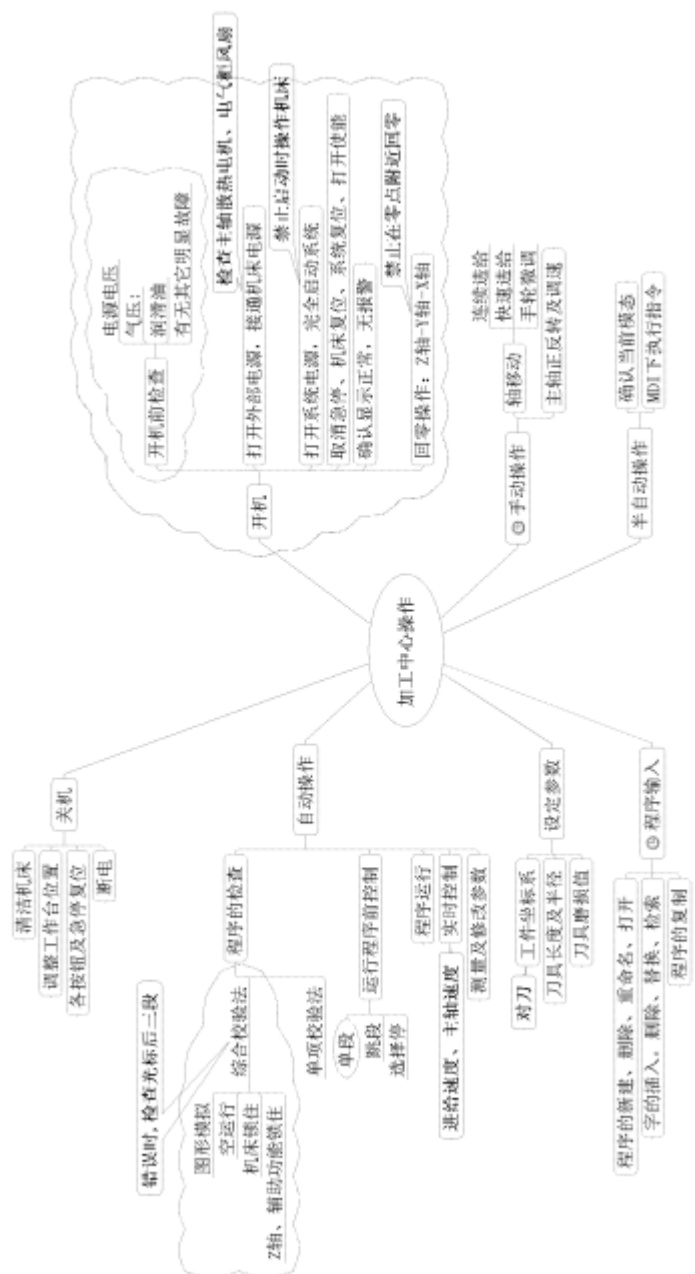 加工中心操作
开机
开机前检查
电源电压
气压:
润滑油
有无其它明显故障
打开外部电源,接通机床电源
检查主轴散热电机、电气柜风扇
打开系统电源,完全启动系统
禁止启动时操作机床
取消急停、机床复位、系统复位、打开使能
确认显示正常,无报警
回零操作:Z轴-Y轴-X轴
禁止在零点附近回零
手动操作
轴移动
连续进给
快速进给
手轮微调
主轴正反转及调速
半自动操作
确认当前模态
MDI下执行指令
程序输入
程序的新建、删除、重命名、打开
字的插入、删除、替换、检索
程序的复制
设定参数
工件坐标系
对刀
刀具长度及半径
刀具磨损值
自动操作
程序的检查
综合校验法
错误时,检查光标后二段
图形模拟
空运行
机床锁住
Z轴、辅助功能锁住
单项校验法
运行程序前控制
单段
跳段
选择停
程序运行
实时控制
进给速度、主轴速度
测量及修改参数
关机
清洁机床
调整工作台位置
各按钮及急停复位
断电